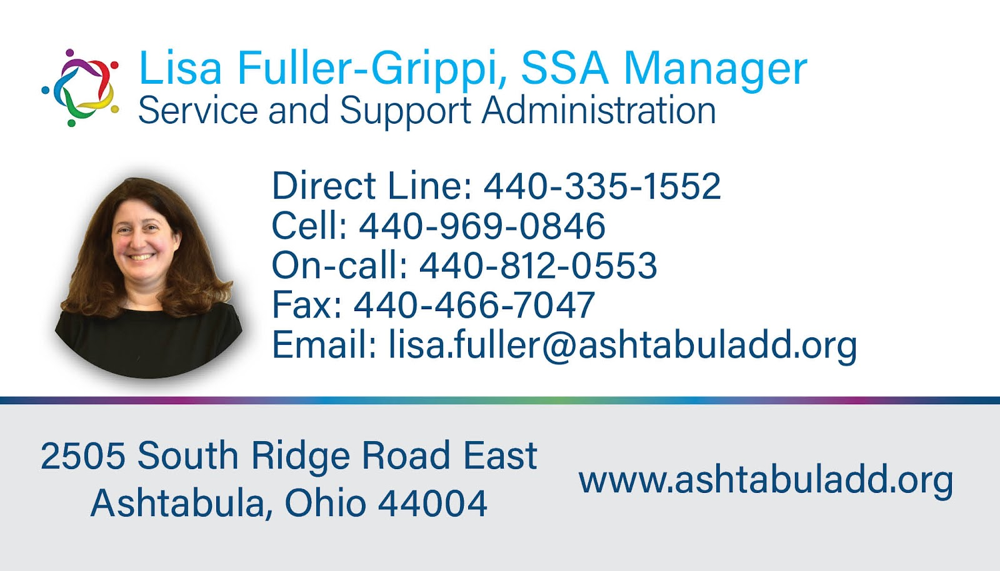 Lisa Fuller-Grippi, SSA Manager
Service and Support Administration
Direct Line: 440-335-1552
Cell: 440-969-0846
On-call: 440-812-0553
Fax: 440-466-7047
Email: lisa.fuller@ashtabuladd.org
2505 South Ridge Road East
Ashtabula, Ohio 44004
www.ashtabuladd.org